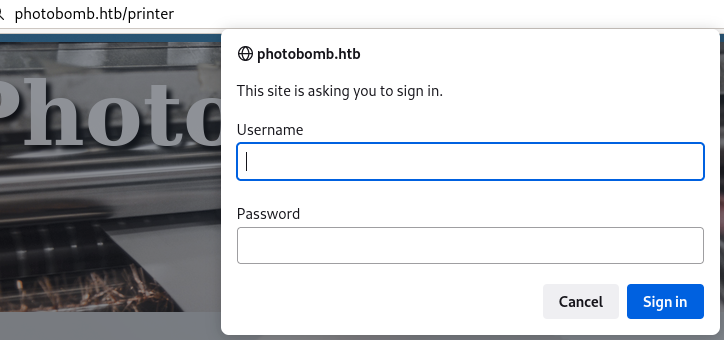 photobomb.htb/printer
Photo
photobomb.htb
This site is asking you to sign in.
Username
Password
Cancel
Sign in